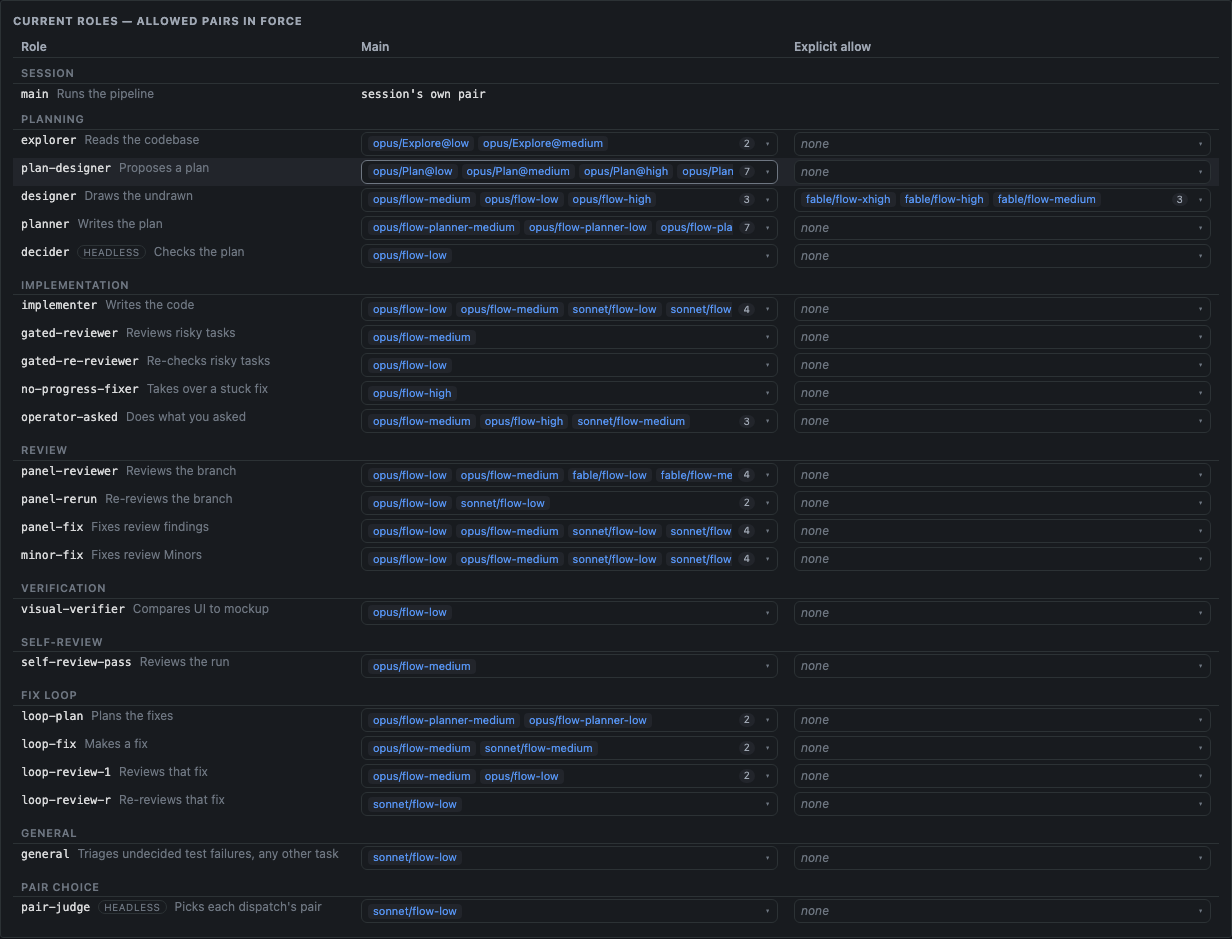 CURRENT ROLES — ALLOWED PAIRS IN FORCE
Role Main Explicit allow
SESSION
main Runs the pipeline session's own pair
PLANNING
explorer Reads the codebase opus/Explore@low opus/Explore@medium 2 none
plan-designer Proposes a plan opus/Plan@low opus/Plan@medium opus/Plan@high opus/Plan 7 none
designer Draws the undrawn opus/flow-medium opus/flow-low opus/flow-high 3 fable/flow-xhigh fable/flow-high fable/flow-medium 3
planner Writes the plan opus/flow-planner-medium opus/flow-planner-low opus/flow-pla 7 none
decider HEADLESS Checks the plan opus/flow-low none
IMPLEMENTATION
implementer Writes the code opus/flow-low opus/flow-medium sonnet/flow-low sonnet/flow 4 none
gated-reviewer Reviews risky tasks opus/flow-medium none
gated-re-reviewer Re-checks risky tasks opus/flow-low none
no-progress-fixer Takes over a stuck fix opus/flow-high none
operator-asked Does what you asked opus/flow-medium opus/flow-high sonnet/flow-medium 3 none
REVIEW
panel-reviewer Reviews the branch opus/flow-low opus/flow-medium fable/flow-low fable/flow-me 4 none
panel-rerun Re-reviews the branch opus/flow-low sonnet/flow-low 2 none
panel-fix Fixes review findings opus/flow-low opus/flow-medium sonnet/flow-low sonnet/flow 4 none
minor-fix Fixes review Minors opus/flow-low opus/flow-medium sonnet/flow-low sonnet/flow 4 none
VERIFICATION
visual-verifier Compares UI to mockup opus/flow-low none
SELF-REVIEW
self-review-pass Reviews the run opus/flow-medium none
FIX LOOP
loop-plan Plans the fixes opus/flow-planner-medium opus/flow-planner-low 2 none
loop-fix Makes a fix opus/flow-medium sonnet/flow-medium 2 none
loop-review-1 Reviews that fix opus/flow-medium opus/flow-low 2 none
loop-review-r Re-reviews that fix sonnet/flow-low none
GENERAL
general Triages undecided test failures, any other task sonnet/flow-low none
PAIR CHOICE
pair-judge HEADLESS Picks each dispatch's pair sonnet/flow-low none